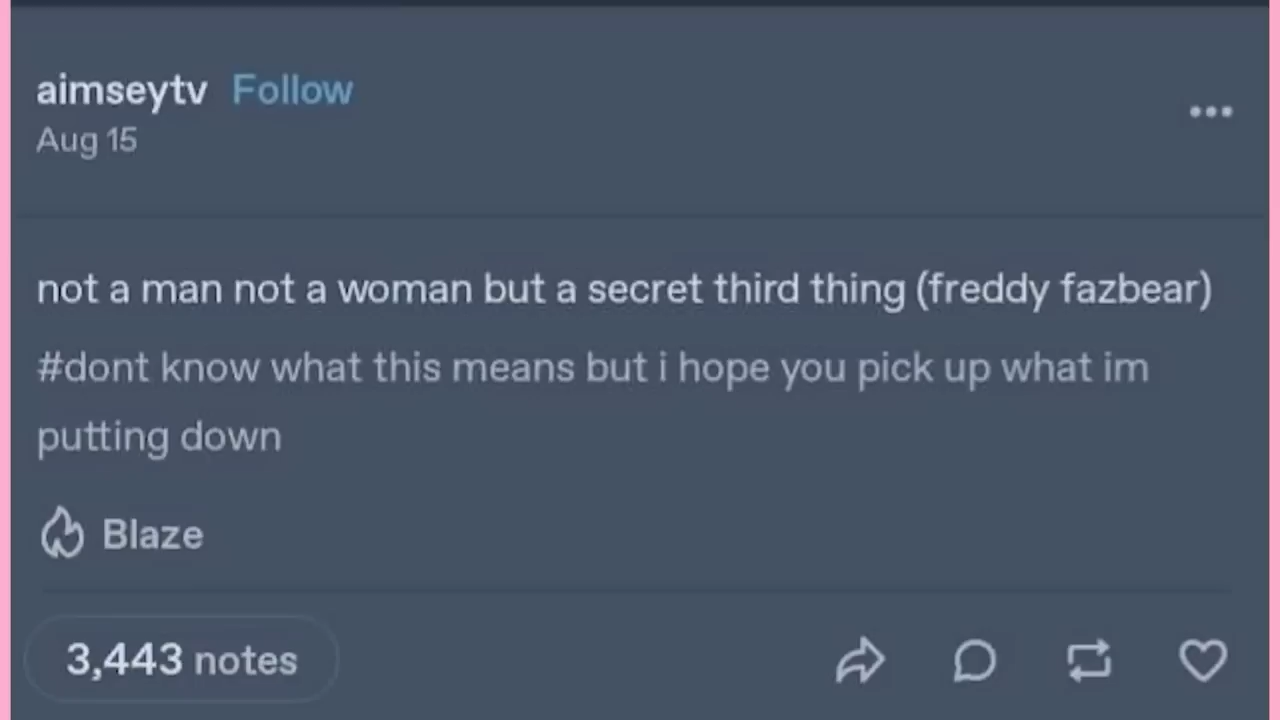 aimseytv Follow
Aug 15
not a man not a woman but a secret third thing (freddy fazbear)
#dont know what this means but i hope you pick up what im
putting down
Blaze
3,443 notes